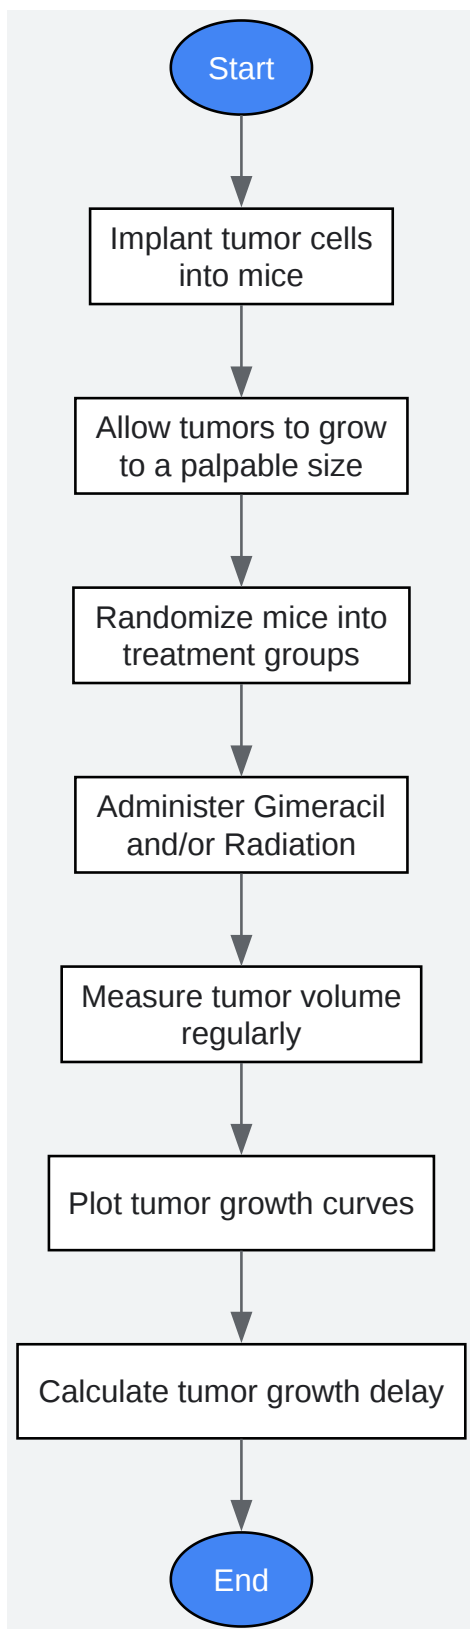 Start
Implant tumor cells
into mice
Allow tumors to grow
to a palpable size
Randomize mice into
treatment groups
Administer Gimeracil
and/or Radiation
Measure tumor volume
regularly
Plot tumor growth curves
Calculate tumor growth delay
End